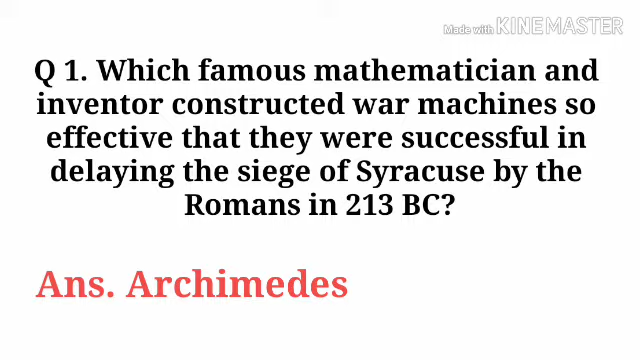 Made with KINEMASTER
Q 1. Which famous mathematician and
inventor constructed war machines so
effective that they were successful in
delaying the siege of Syracuse by the
Romans in 213 BC?
Ans. Archimedes